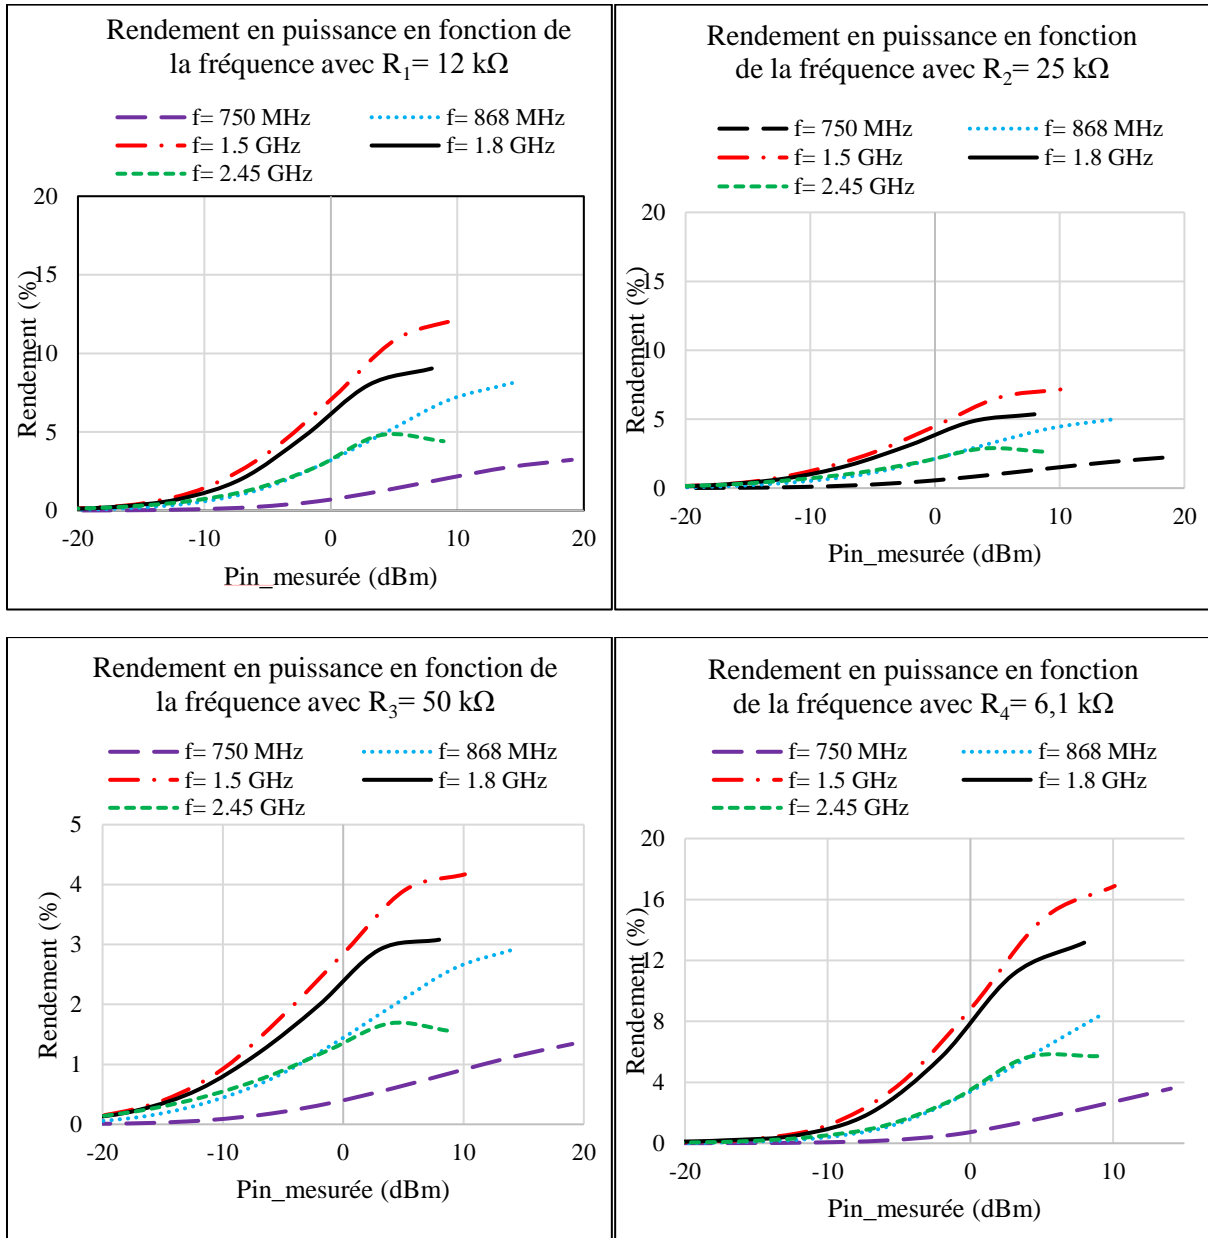 Rendement en puissance en fonction de
la fréquence avec R1= 12 kΩ
f= 750 MHz
f= 868 MHz
f= 1.5 GHz
f= 1.8 GHz
f= 2.45 GHz
20
15
10
5
0
Rendement (%)
-20 -10 0 10 20
Pin_mesurée (dBm)
Rendement en puissance en fonction
de la fréquence avec R2= 25 kΩ
f= 750 MHz
f= 868 MHz
f= 1.5 GHz
f= 1.8 GHz
f= 2.45 GHz
20
15
10
5
0
Rendement (%)
-20 -10 0 10 20
Pin_mesurée (dBm)
Rendement en puissance en fonction de
la fréquence avec R3= 50 kΩ
f= 750 MHz
f= 868 MHz
f= 1.5 GHz
f= 1.8 GHz
f= 2.45 GHz
5
4
3
2
1
0
Rendement (%)
-20 -10 0 10 20
Pin_mesurée (dBm)
Rendement en puissance en fonction
de la fréquence avec R4= 6,1 kΩ
f= 750 MHz
f= 868 MHz
f= 1.5 GHz
f= 1.8 GHz
f= 2.45 GHz
20
16
12
8
4
0
Rendement (%)
-20 -10 0 10
Pin_mesurée (dBm)